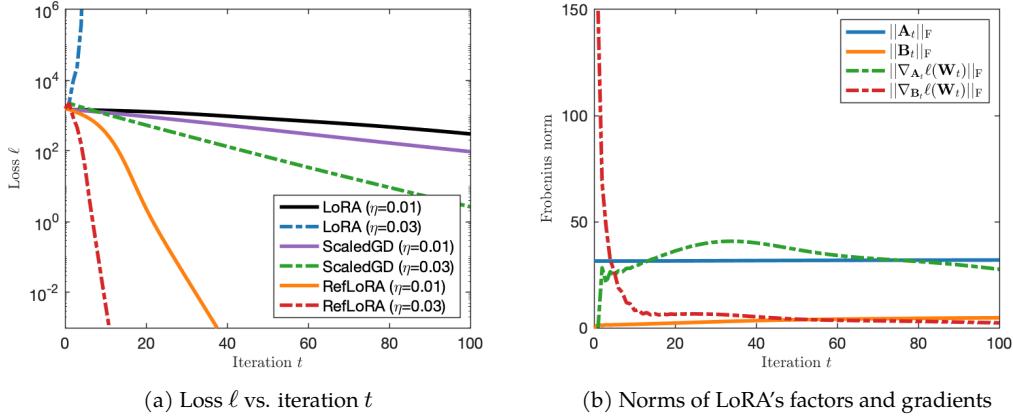 10^6
10^4
10^2
10^0
10^-2
Loss ℓ
0 20 40 60 80 100
Iteration t
LoRA (η=0.01)
LoRA (η=0.03)
ScaledGD (η=0.01)
ScaledGD (η=0.03)
RefLoRA (η=0.01)
RefLoRA (η=0.03)
(a) Loss ℓ vs. iteration t
150
100
50
0
Frobenius norm
0 20 40 60 80 100
Iteration t
||A_t||_F
||B_t||_F
||∇_{A_t}ℓ(W_t)||_F
||∇_{B_t}ℓ(W_t)||_F
(b) Norms of LoRA's factors and gradients